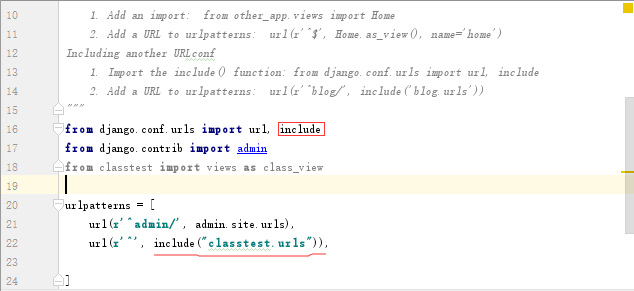 10 1. Add an import:  from other_app.views import Home
11 2. Add a URL to urlpatterns:  url(r'^$', Home.as_view(), name='home')
12 Including another URLconf
13 1. Import the include() function: from django.conf.urls import url, include
14 2. Add a URL to urlpatterns:  url(r'^blog/', include('blog.urls'))
15 """
16 from django.conf.urls import url, include
17 from django.contrib import admin
18 from classtest import views as class_view
19
20 urlpatterns = [
21 url(r'^admin/', admin.site.urls),
22 url(r'^', include("classtest.urls")),
23
24 ]